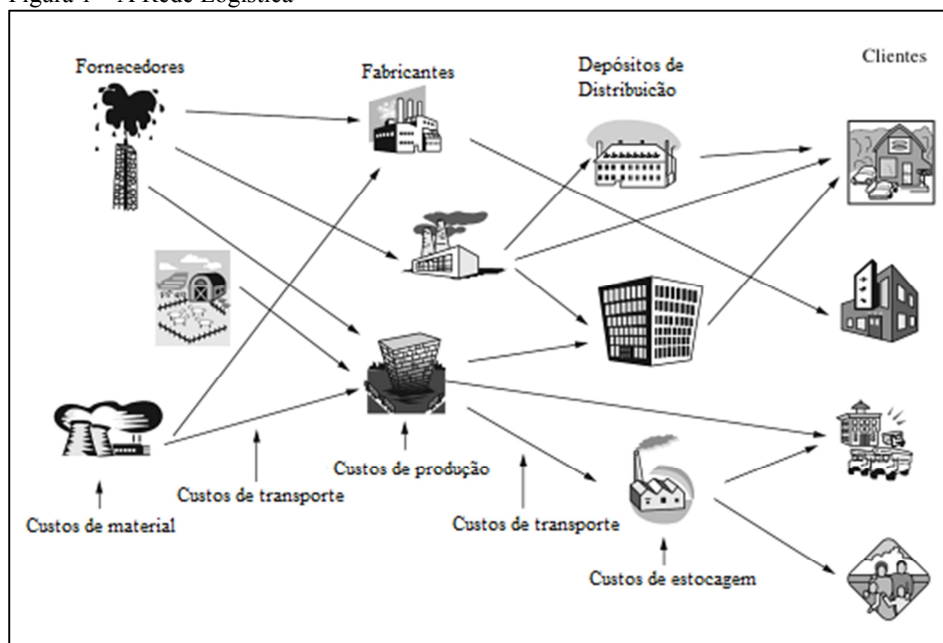 Figura 1 – A Rede Logística
Fornecedores
Fabricantes
Depósitos de
Distribuicão
Clientes
Custos de produção
Custos de transporte
Custos de transporte
Custos de material
Custos de estocagem